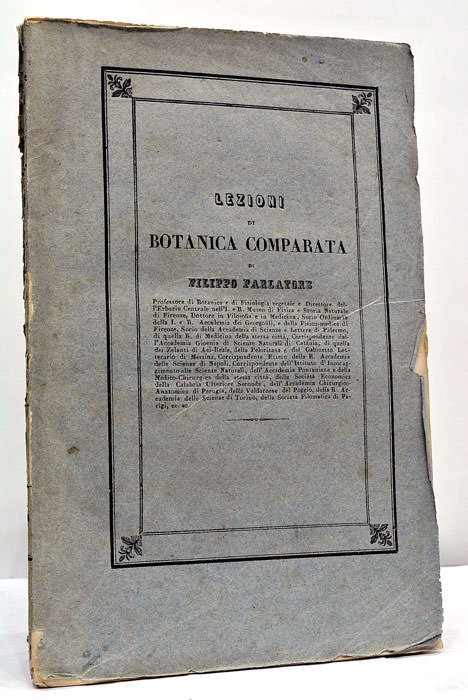 LEZIONI
DI
BOTANICA COMPARATA
DI
FILIPPO PARLATORE
Professore di Botanica e di Fisiologia vegetale e Direttore del-
l'Erbario Centrale nell'I. e R. Museo di Fisica e Storia Naturale
di Firenze, Dottore in Filosofia e in Medicina, Socio Ordinario
della I. e R. Accademia dei Georgofili, e della Fisico-medica di
Firenze, Socio della Accademia di Scienze e Lettere di Palermo,
di quella R. di Medicina della stessa città, Corrispondente del-
l'Accademia Gioenia di Scienze Naturali di Catania, di quella
dei Zelanti di Aci-Reale, della Peloritana e del Gabinetto Let-
terario di Messina, Corrispondente Eletto della R. Accademia
delle Scienze di Napoli, Corrispondente dell'Istituto d'Incorag-
giamento alle Scienze Naturali, dell'Accademia Pontaniana e della
Medico-Chirurgica della stessa città, della Società Economica
della Calabria Ulteriore Seconda, dell'Accademia Chirurgico-
Anatomica di Perugia, della Valdarnese del Poggio, della R. Ac-
cademia delle Scienze di Torino, della Società Filomatica di Pa-
rigi, ec. ec.